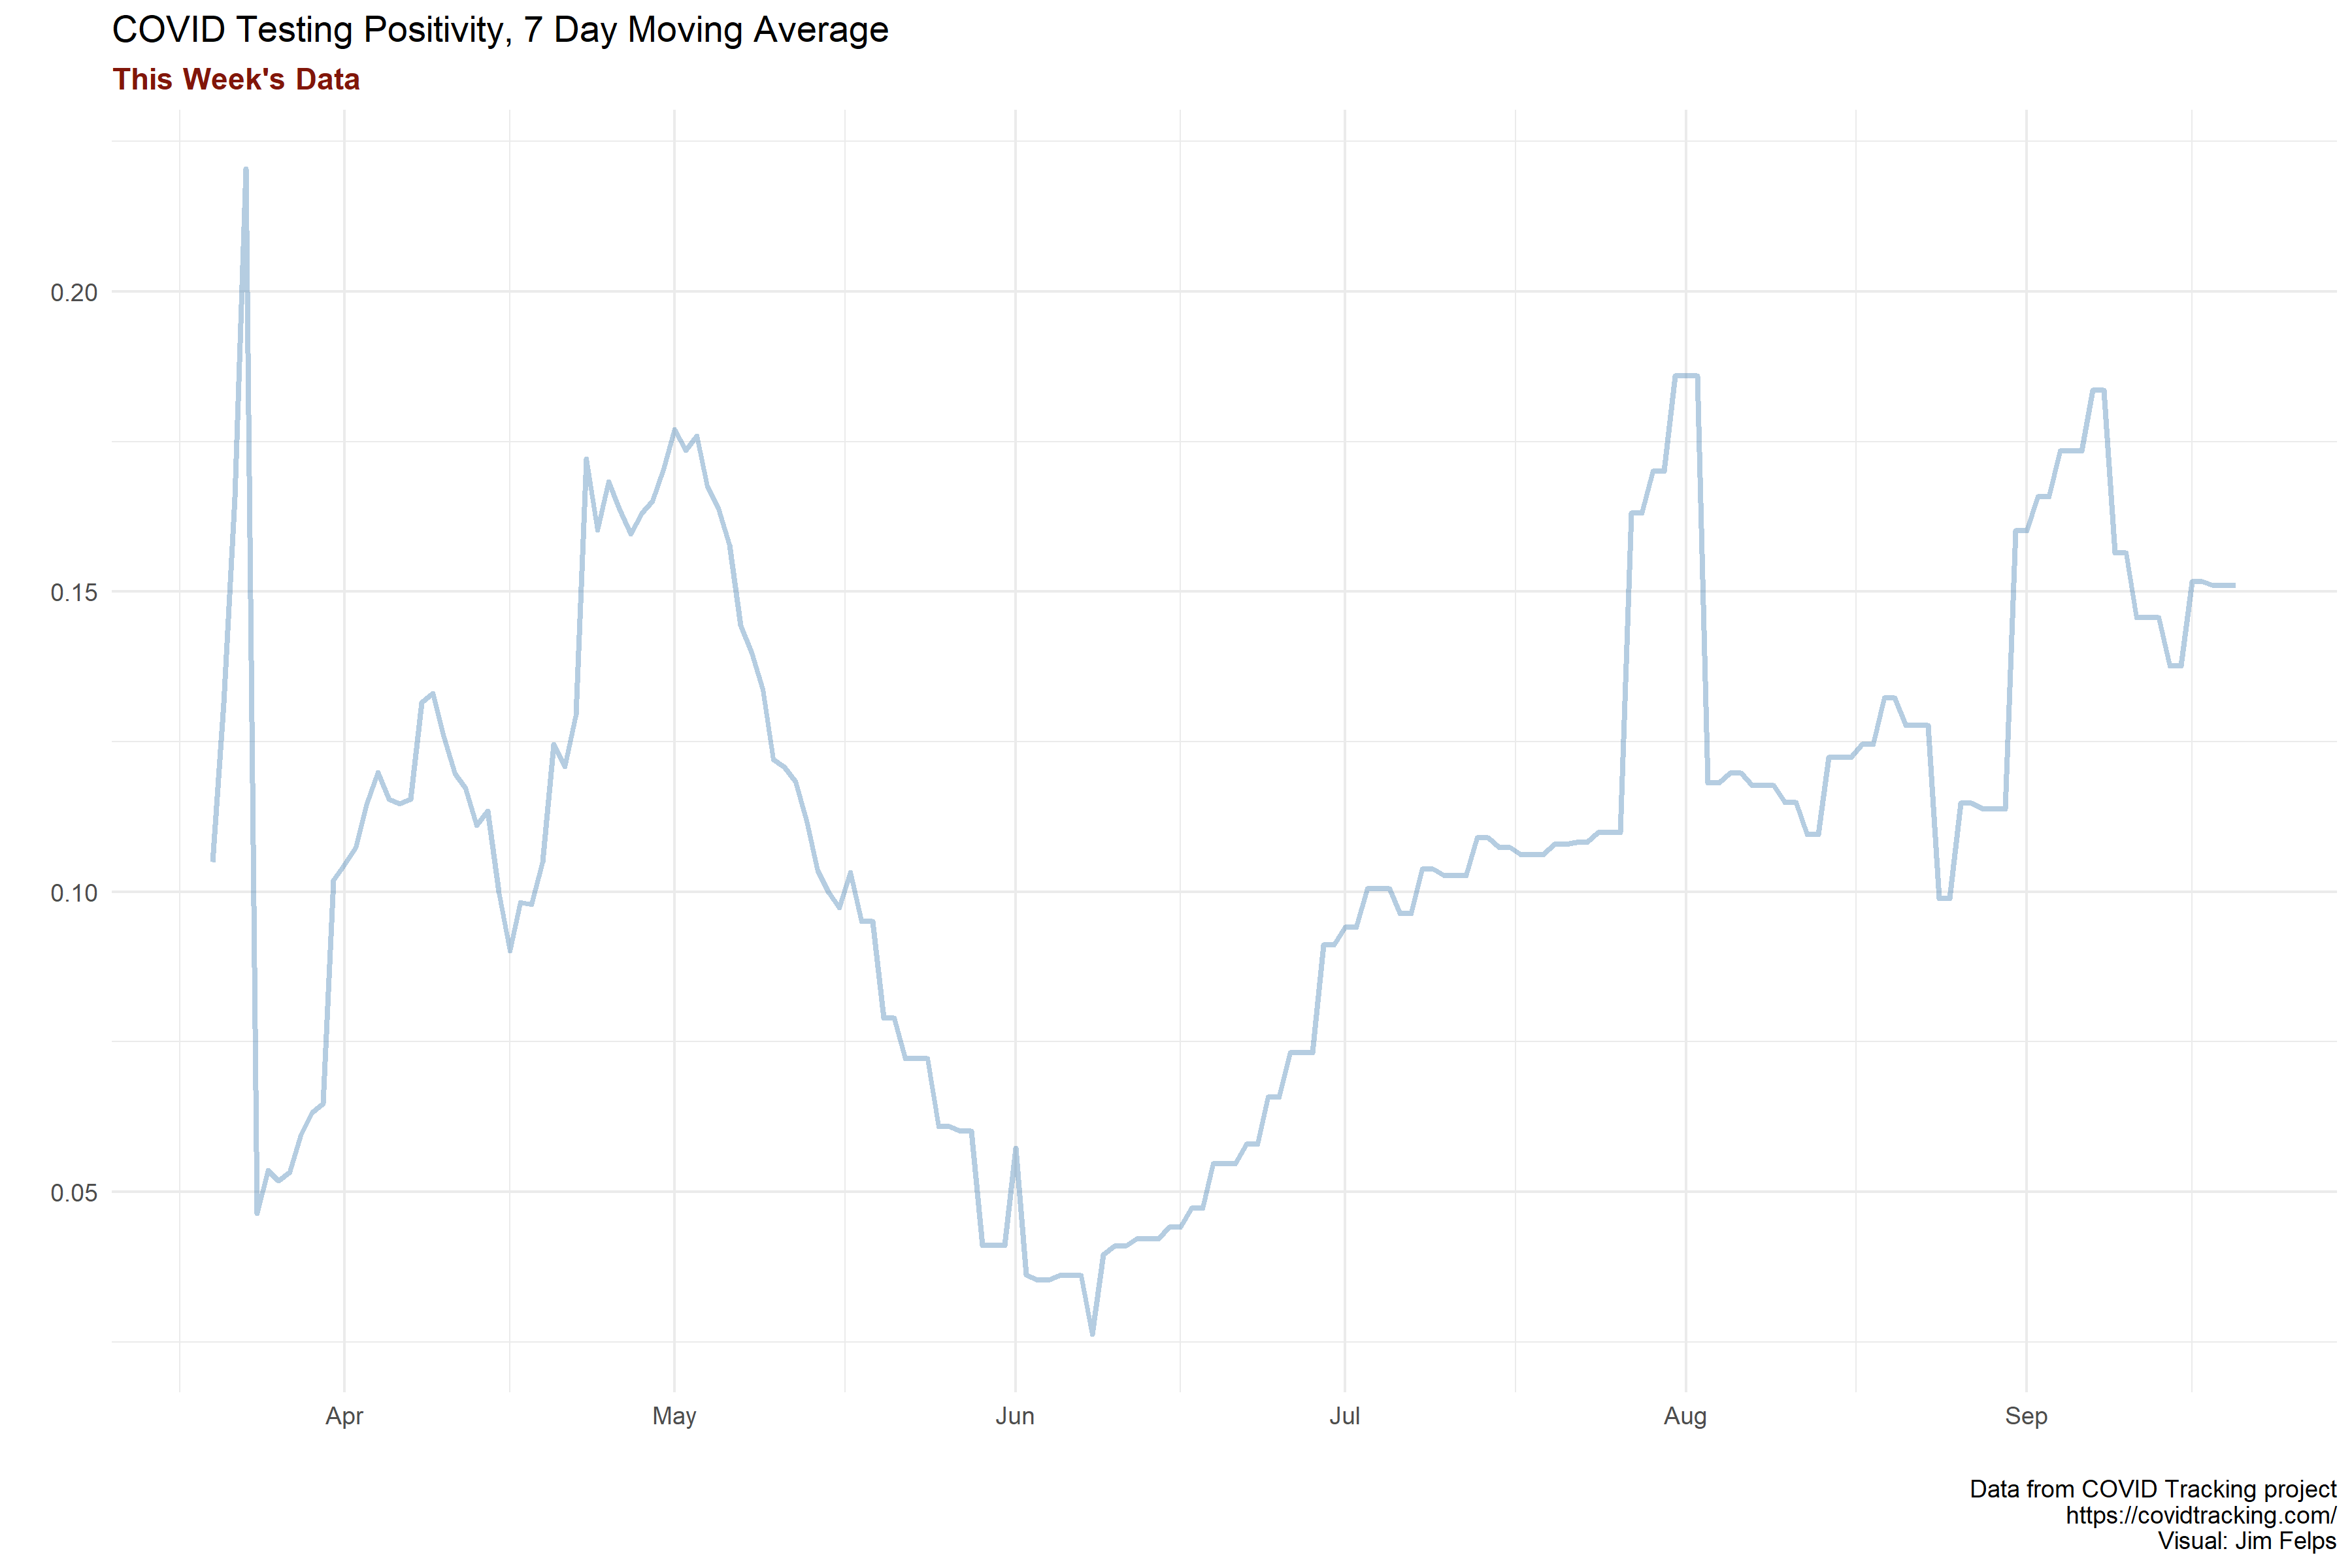 COVID Testing Positivity, 7 Day Moving Average
This Week's Data
0.20
0.15
0.10
0.05
Apr May Jun Jul Aug Sep
Data from COVID Tracking project
https://covidtracking.com/
Visual: Jim Felps